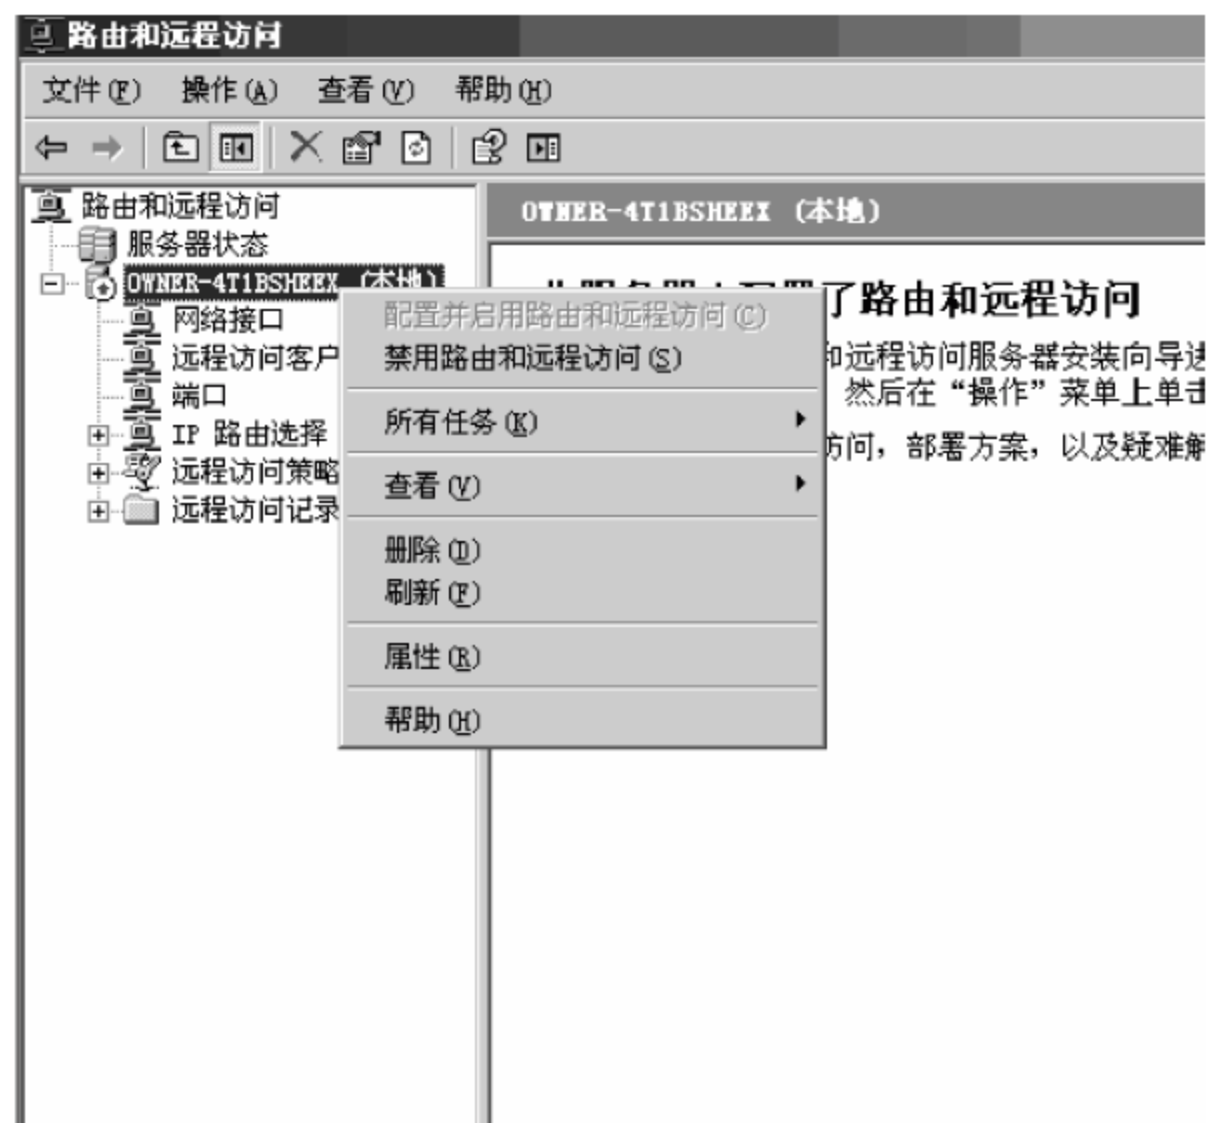 路由和远程访问
文件(F) 操作(A) 查看(V) 帮助(H)
路由和远程访问
服务器状态
OWNER-4T1BSHEEX (本地)
网络接口
远程访问客户
端口
IP 路由选择
远程访问策略
远程访问记录
OWNER-4T1BSHEEX (本地)
了路由和远程访问
和远程访问服务器安装向导进
然后在“操作”菜单上单击
访问，部署方案，以及疑难解
配置并启用路由和远程访问(C)
禁用路由和远程访问(S)
所有任务(K)
查看(V)
删除(D)
刷新(F)
属性(R)
帮助(H)